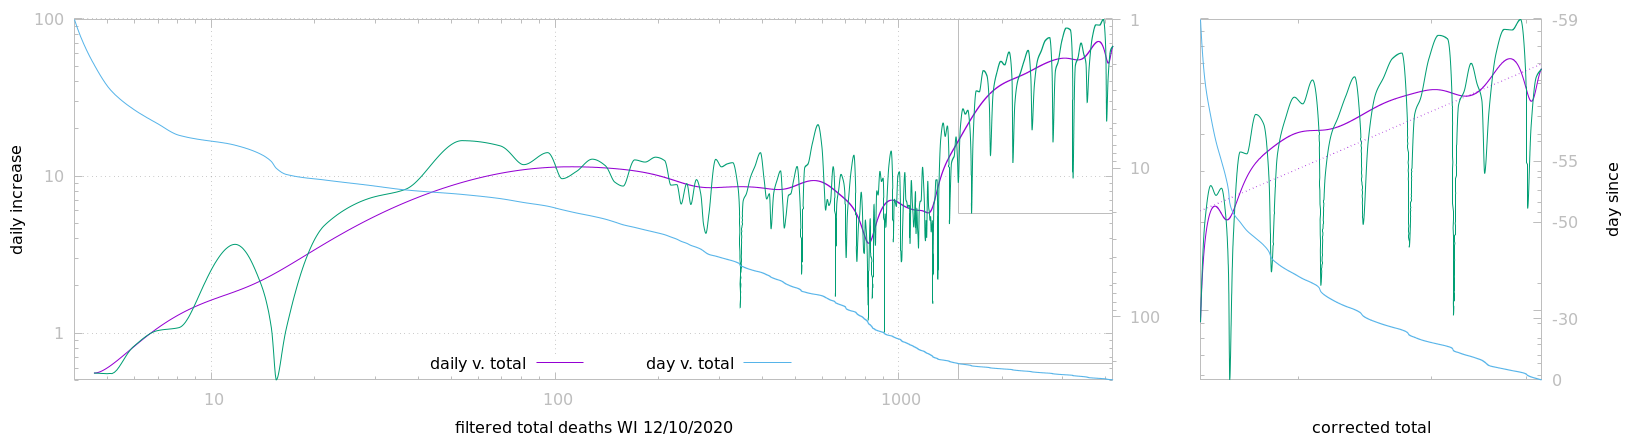 100
10
1
daily increase
10
100
1000
1
10
100
daily v. total
day v. total
filtered total deaths WI 12/10/2020
-59
-55
-50
-30
0
day since
corrected total